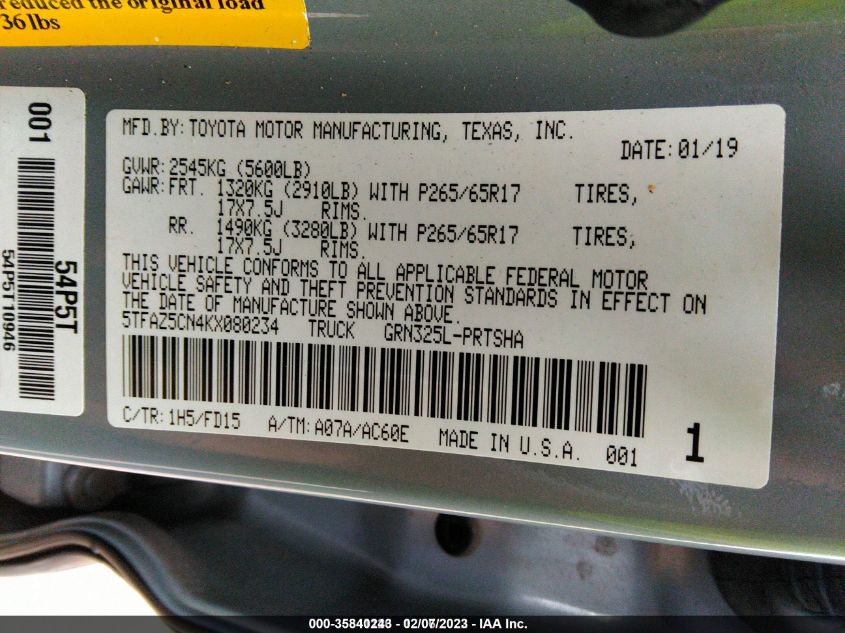 reduced the original load
36 lbs
001
54P5T
54P5T10946
MFD.BY:TOYOTA MOTOR MANUFACTURING, TEXAS, INC.
DATE:01/19
GVWR:2545KG (5600LB)
GAWR:FRT. 1320KG (2910LB) WITH P265/65R17 TIRES,
17X7.5J RIMS.
RR. 1490KG (3280LB) WITH P265/65R17 TIRES,
17X7.5J RIMS.
THIS VEHICLE CONFORMS TO ALL APPLICABLE FEDERAL MOTOR
VEHICLE SAFETY AND THEFT PREVENTION STANDARDS IN EFFECT ON
THE DATE OF MANUFACTURE SHOWN ABOVE.
5TFAZ5CN4KX080234 TRUCK GRN325L-PRTSHA
C/TR:1H5/FD15 A/TM:A07A/AC60E MADE IN U.S.A. 001 1
- IAA Inc.